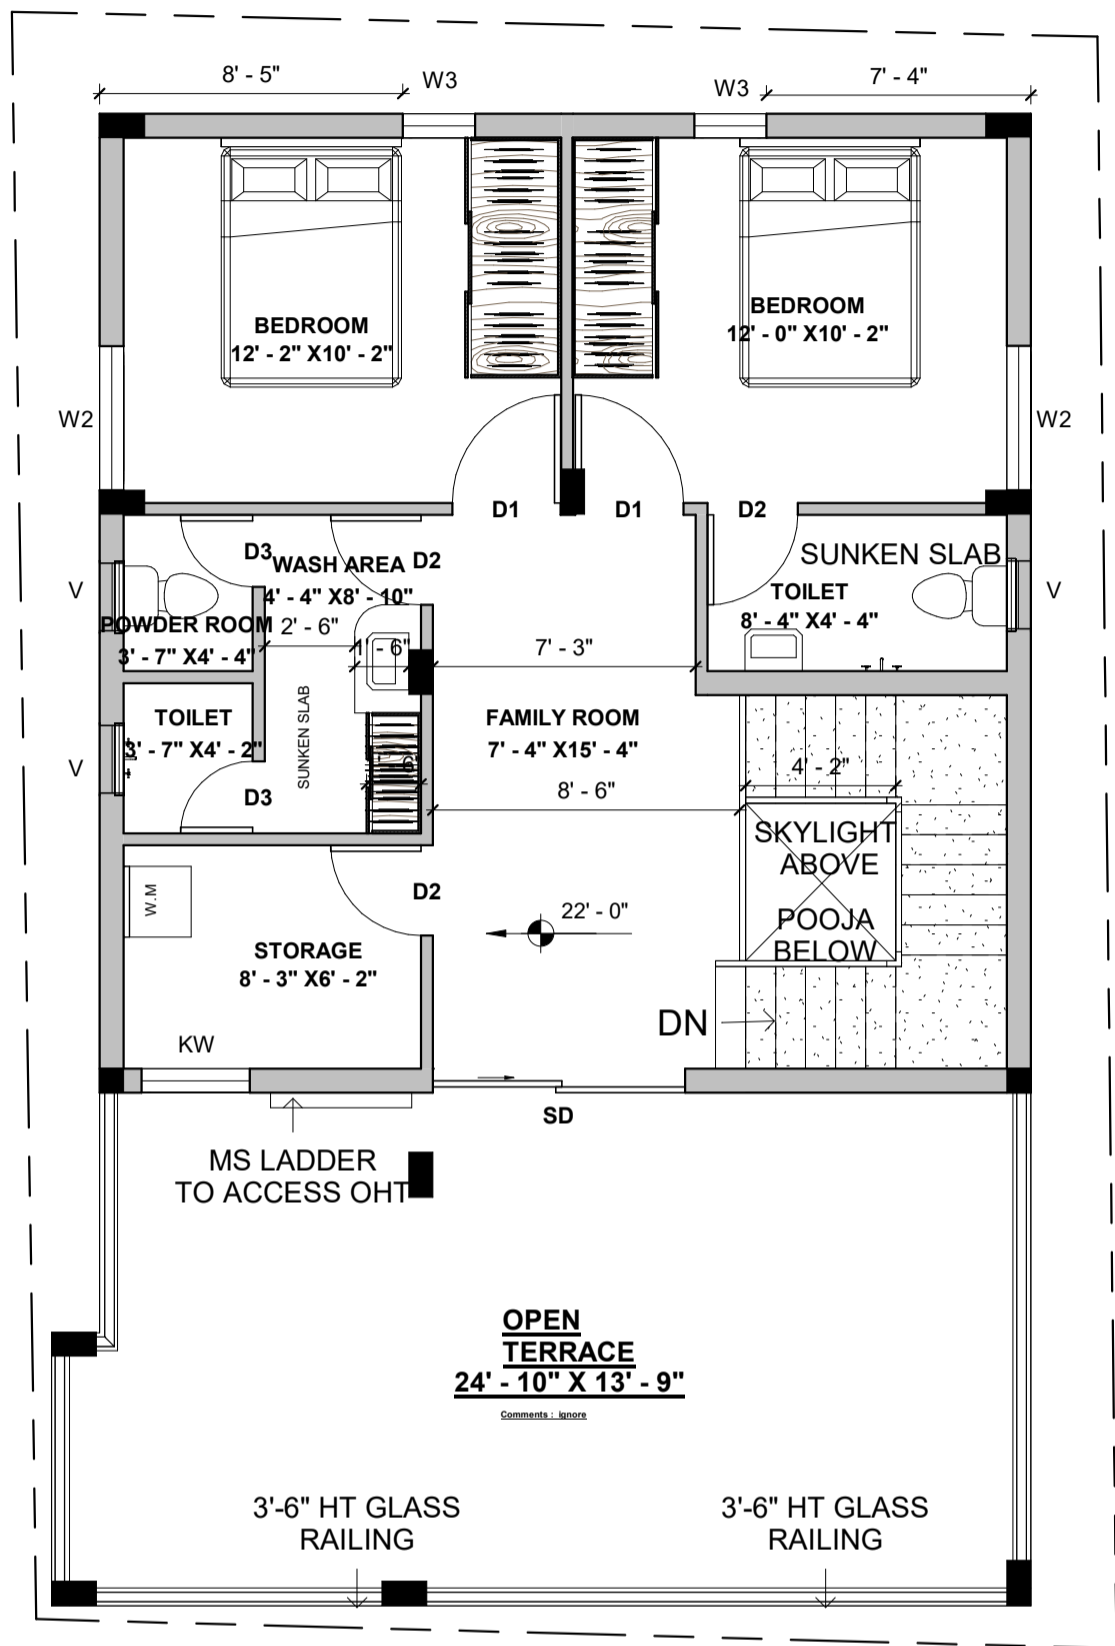 8' - 5"
W3
W3
7' - 4"
BEDROOM
12' - 2" X10' - 2"
BEDROOM
12' - 0" X10' - 2"
W2
W2
D1
D1
D2
D3
WASH AREA
4' - 4" X8' - 10"
D2
SUNKEN SLAB
TOILET
8' - 4" X4' - 4"
V
V
POWDER ROOM
3' - 7" X4' - 4"
2' - 6"
1' - 6"
7' - 3"
TOILET
3' - 7" X4' - 2"
SUNKEN SLAB
FAMILY ROOM
7' - 4" X15' - 4"
V
D3
8' - 6"
4' - 2"
SKYLIGHT
ABOVE
POOJA
BELOW
W.M
D2
22' - 0"
STORAGE
8' - 3" X6' - 2"
DN
KW
SD
MS LADDER
TO ACCESS OHT
OPEN
TERRACE
24' - 10" X 13' - 9"
Comments : Ignore
3'-6" HT GLASS
RAILING
3'-6" HT GLASS
RAILING